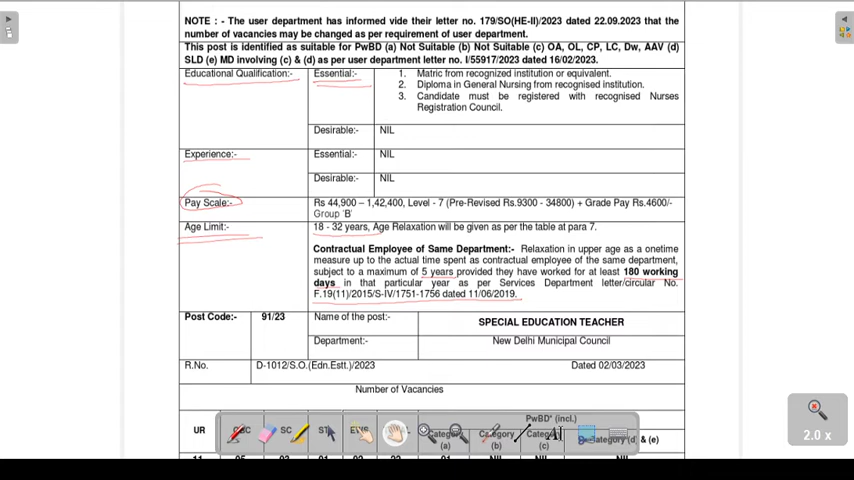 NOTE : - The user department has informed vide their letter no. 179/SO(HE-II)/2023 dated 22.09.2023 that the
number of vacancies may be changed as per requirement of user department.
This post is identified as suitable for PwBD (a) Not Suitable (b) Not Suitable (c) OA, OL, CP, LC, Dw, AAV (d)
SLD (e) MD involving (c) & (d) as per user department letter no. I/55917/2023 dated 16/02/2023.
Educational Qualification:- Essential:- 1. Matric from recognized institution or equivalent.
2. Diploma in General Nursing from recognised institution.
3. Candidate must be registered with recognised Nurses
Registration Council.
Desirable:- NIL
Experience:- Essential:- NIL
Desirable:- NIL
Pay Scale:- Rs 44,900 – 1,42,400, Level - 7 (Pre-Revised Rs.9300 - 34800) + Grade Pay Rs.4600/-
Group 'B'
Age Limit:- 18 - 32 years, Age Relaxation will be given as per the table at para 7.
Contractual Employee of Same Department:- Relaxation in upper age as a onetime
measure up to the actual time spent as contractual employee of the same department,
subject to a maximum of 5 years provided they have worked for at least 180 working
days in that particular year as per Services Department letter/circular No.
F.19(11)/2015/S-IV/1751-1756 dated 11/06/2019.
Post Code:- 91/23 Name of the post:- SPECIAL EDUCATION TEACHER
Department:- New Delhi Municipal Council
R.No. D-1012/S.O.(Edn.Estt.)/2023 Dated 02/03/2023
Number of Vacancies
PwBD* (incl.)
UR SC
Category (d) & (e)
(a) (b) (c)
2.0 x